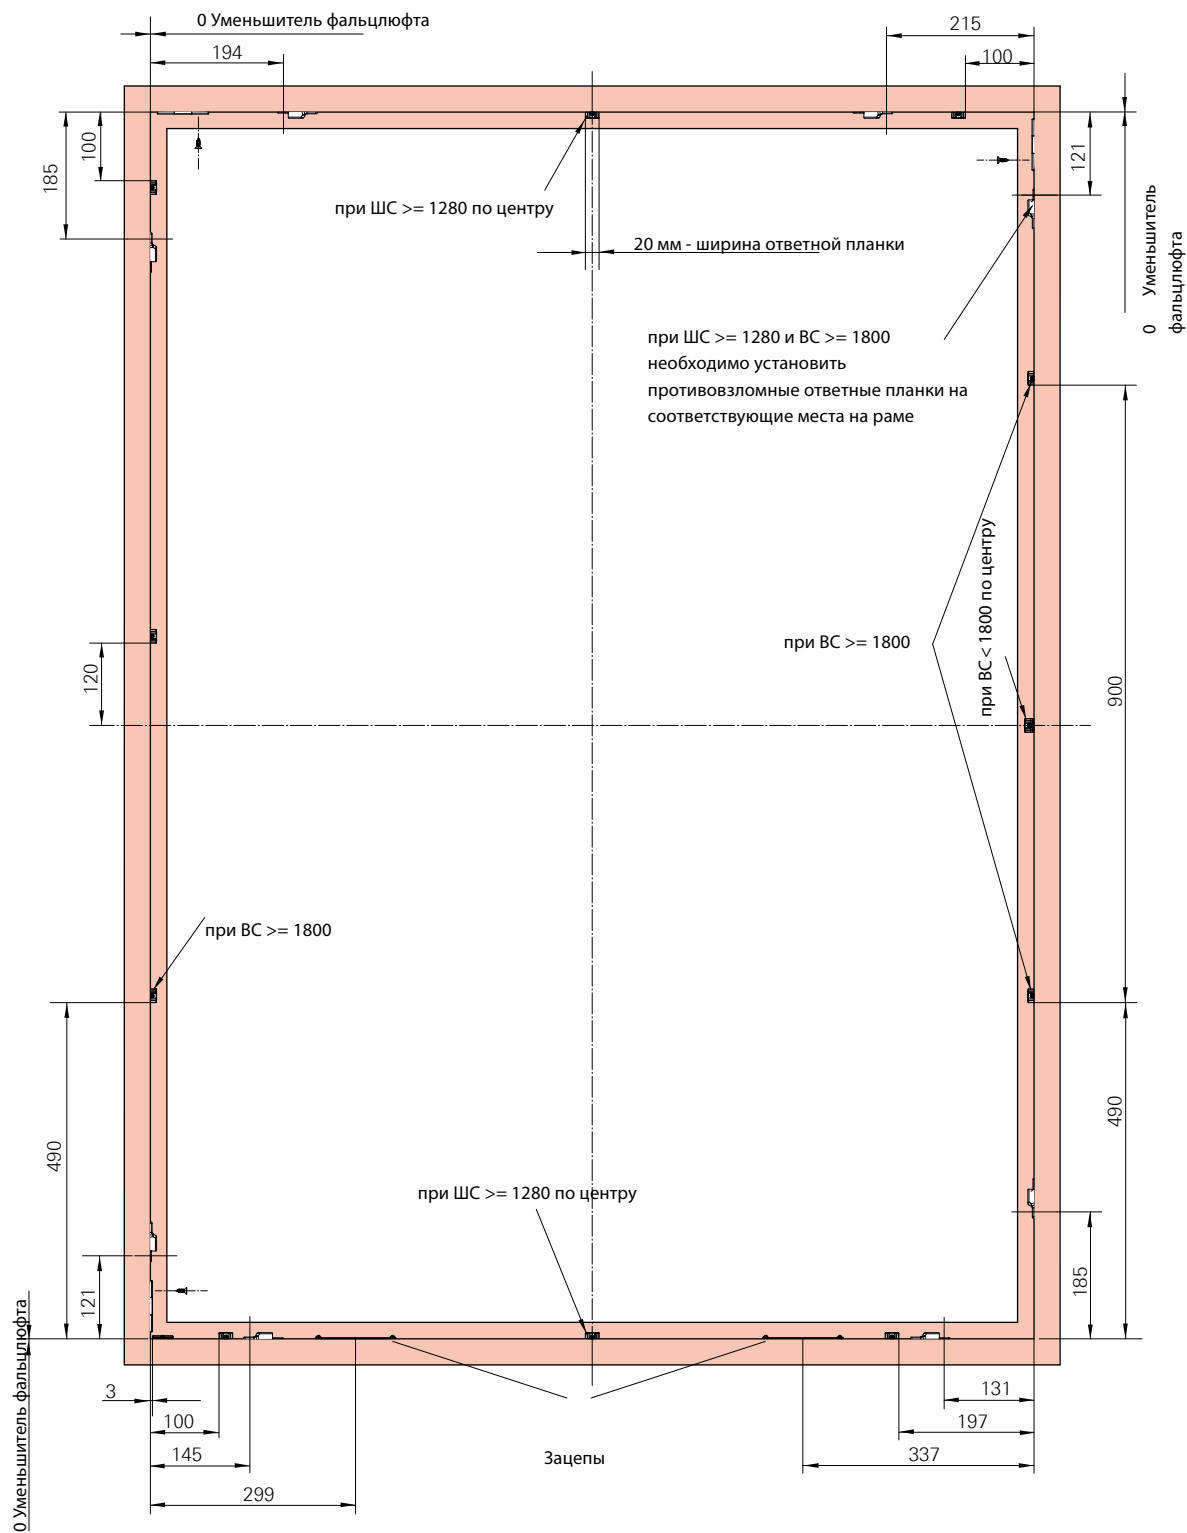 0 Уменьшитель фальцлюфта
194
215
100
100
185
121
при ШС >= 1280 по центру
20 мм - ширина ответной планки
0 Уменьшитель
фальцлюфта
при ШС >= 1280 и ВС >= 1800
необходимо установить
противовзломные ответные планки на
соответствующие места на раме
при ВС < 1800 по центру
при ВС >= 1800
120
900
при ВС >= 1800
490
490
при ШС >= 1280 по центру
121
185
0 Уменьшитель фальцлюфта
3
131
100
197
145
Зацепы
337
299